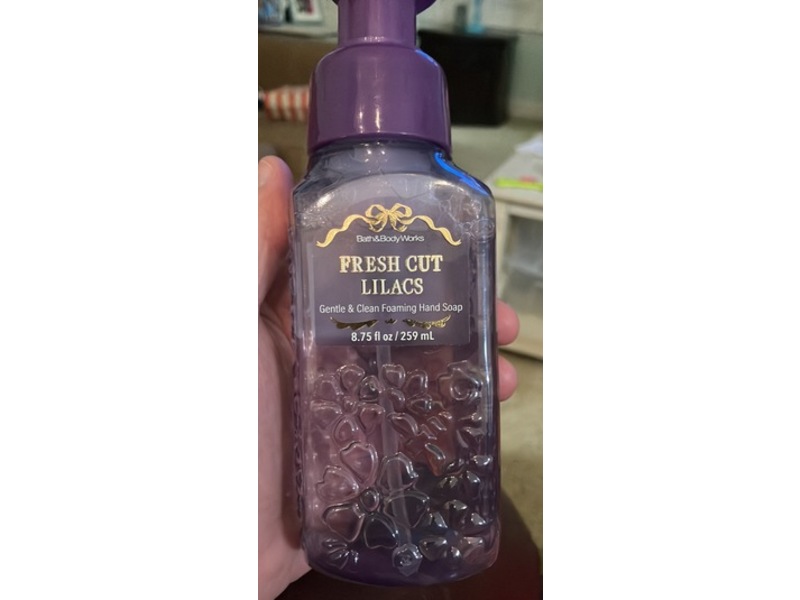 Bath&BodyWorks
FRESH CUT
LILACS
Gentle & Clean Foaming Hand Soap
8.75 fl oz / 259 mL